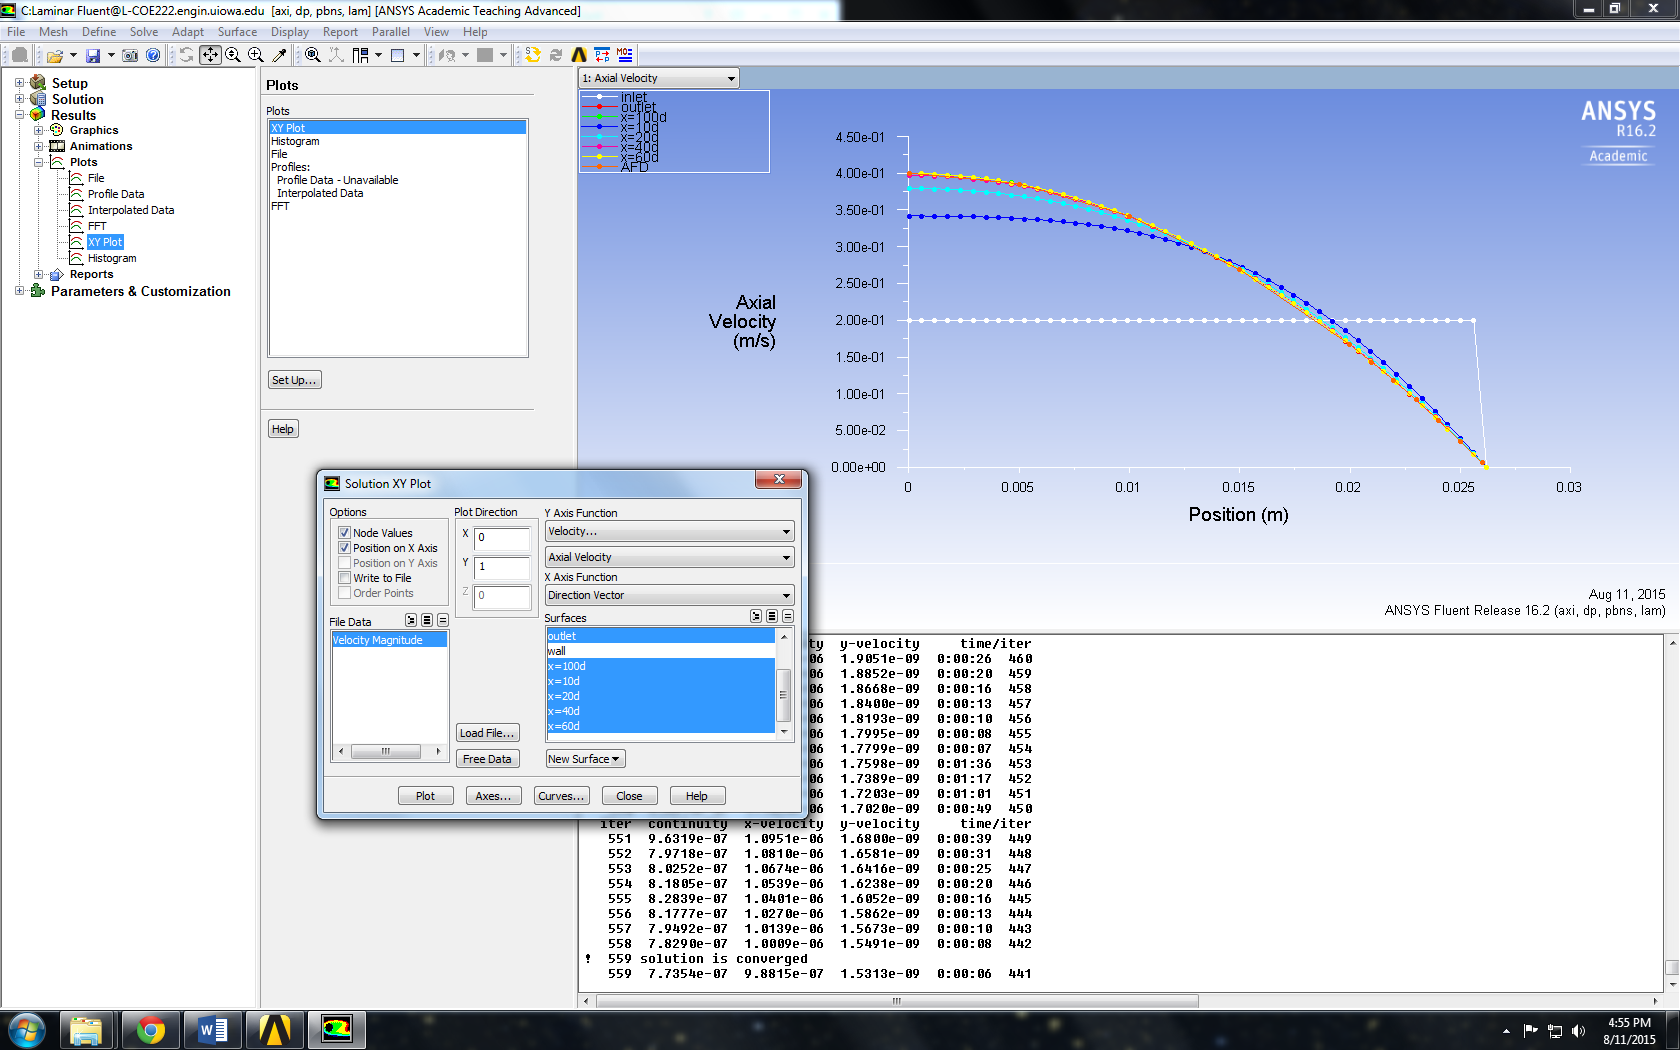 C:Laminar Fluent@L-COE222.engin.uiowa.edu [axi, dp, pbns, lam] [ANSYS Academic Teaching Advanced]
File Mesh Define Solve Adapt Surface Display Report Parallel View Help
Setup
Solution
Results
Graphics
Animations
Plots
File
Profile Data
Interpolated Data
FFT
XY Plot
Histogram
Reports
Parameters & Customization
Plots
Plots
XY Plot
Histogram
File
Profiles:
Profile Data - Unavailable
Interpolated Data
FFT
Set Up...
Help
1: Axial Velocity
inlet
outlet
x=100d
x=10d
x=20d
x=40d
x=60d
AFD
ANSYS
R16.2
Academic
4.50e-01
4.00e-01
3.50e-01
3.00e-01
2.50e-01
2.00e-01
1.50e-01
1.00e-01
5.00e-02
0.00e+00
Axial
Velocity
(m/s)
0 0.005 0.01 0.015 0.02 0.025 0.03
Position (m)
Aug 11, 2015
ANSYS Fluent Release 16.2 (axi, dp, pbns, lam)
Solution XY Plot
Options
Node Values
Position on X Axis
Position on Y Axis
Write to File
Order Points
Plot Direction
X 0
Y 1
Z 0
Y Axis Function
Velocity...
Axial Velocity
X Axis Function
Direction Vector
File Data
Velocity Magnitude
Surfaces
outlet
wall
x=100d
x=10d
x=20d
x=40d
x=60d
Load File...
Free Data
New Surface
Plot Axes... Curves... Close Help
ty y-velocity time/iter
06 1.9051e-09 0:00:26 460
06 1.8852e-09 0:00:20 459
06 1.8668e-09 0:00:16 458
06 1.8400e-09 0:00:13 457
06 1.8193e-09 0:00:10 456
06 1.7995e-09 0:00:08 455
06 1.7799e-09 0:00:07 454
06 1.7598e-09 0:01:36 453
06 1.7389e-09 0:01:17 452
06 1.7203e-09 0:01:01 451
06 1.7020e-09 0:00:49 450
iter continuity x-velocity y-velocity time/iter
551 9.6319e-07 1.0951e-06 1.6800e-09 0:00:39 449
552 7.9718e-07 1.0810e-06 1.6581e-09 0:00:31 448
553 8.0252e-07 1.0674e-06 1.6416e-09 0:00:25 447
554 8.1805e-07 1.0539e-06 1.6238e-09 0:00:20 446
555 8.2839e-07 1.0401e-06 1.6052e-09 0:00:16 445
556 8.1777e-07 1.0270e-06 1.5862e-09 0:00:13 444
557 7.9492e-07 1.0139e-06 1.5673e-09 0:00:10 443
558 7.8290e-07 1.0009e-06 1.5491e-09 0:00:08 442
! 559 solution is converged
559 7.7354e-07 9.8815e-07 1.5313e-09 0:00:06 441
4:55 PM
8/11/2015